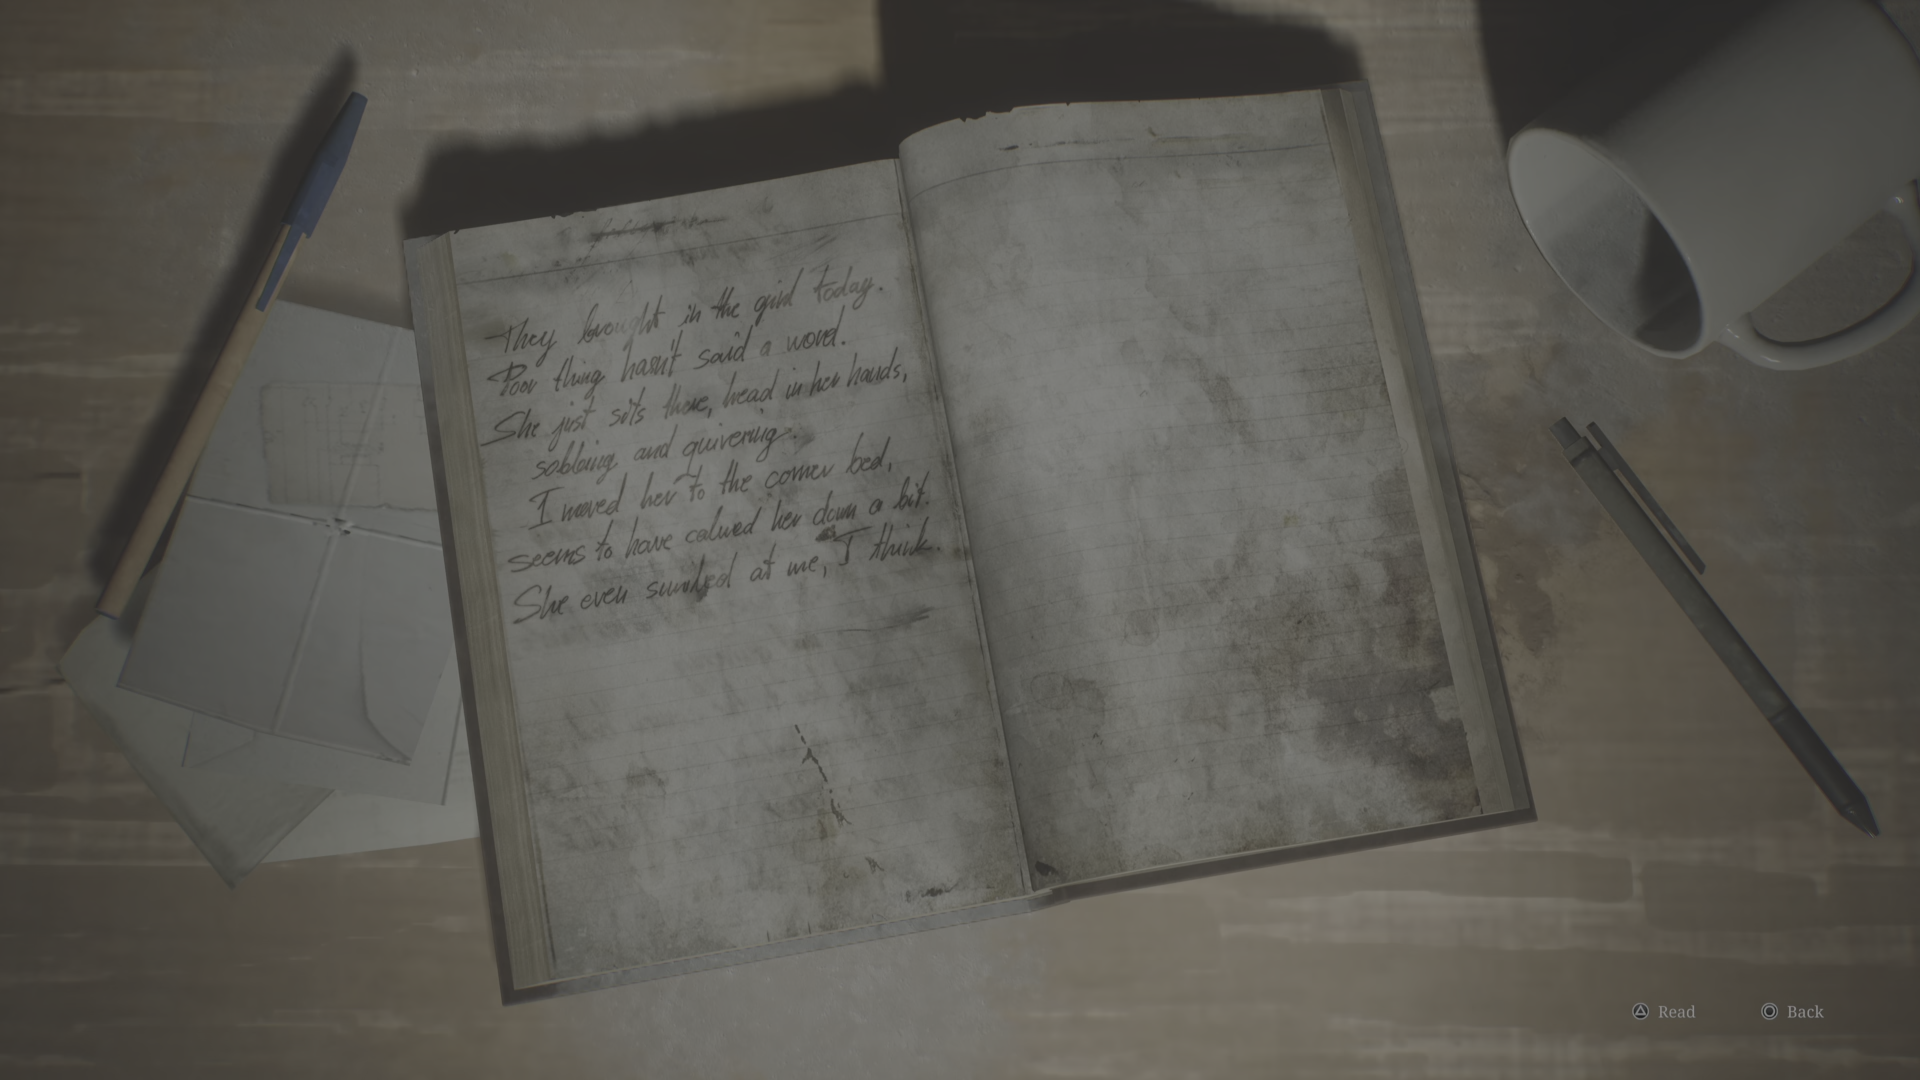 They brought in the girl today.
Poor thing hasn't said a word.
She just sits there, head in her hands,
sobbing and quivering.
I moved her to the corner bed,
seems to have calmed her down a bit.
She even smiled at me, I think.
Read
Back